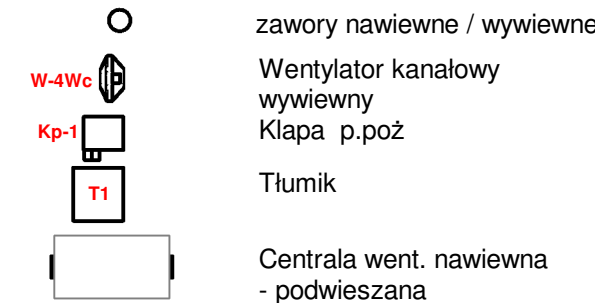 zawory nawiewne / wywiewne
W-4Wc
Wentylator kanałowy
wywiewny
Kp-1
Klapa p.poż
T1
Tłumik
Centrala went. nawiewna
- podwieszana